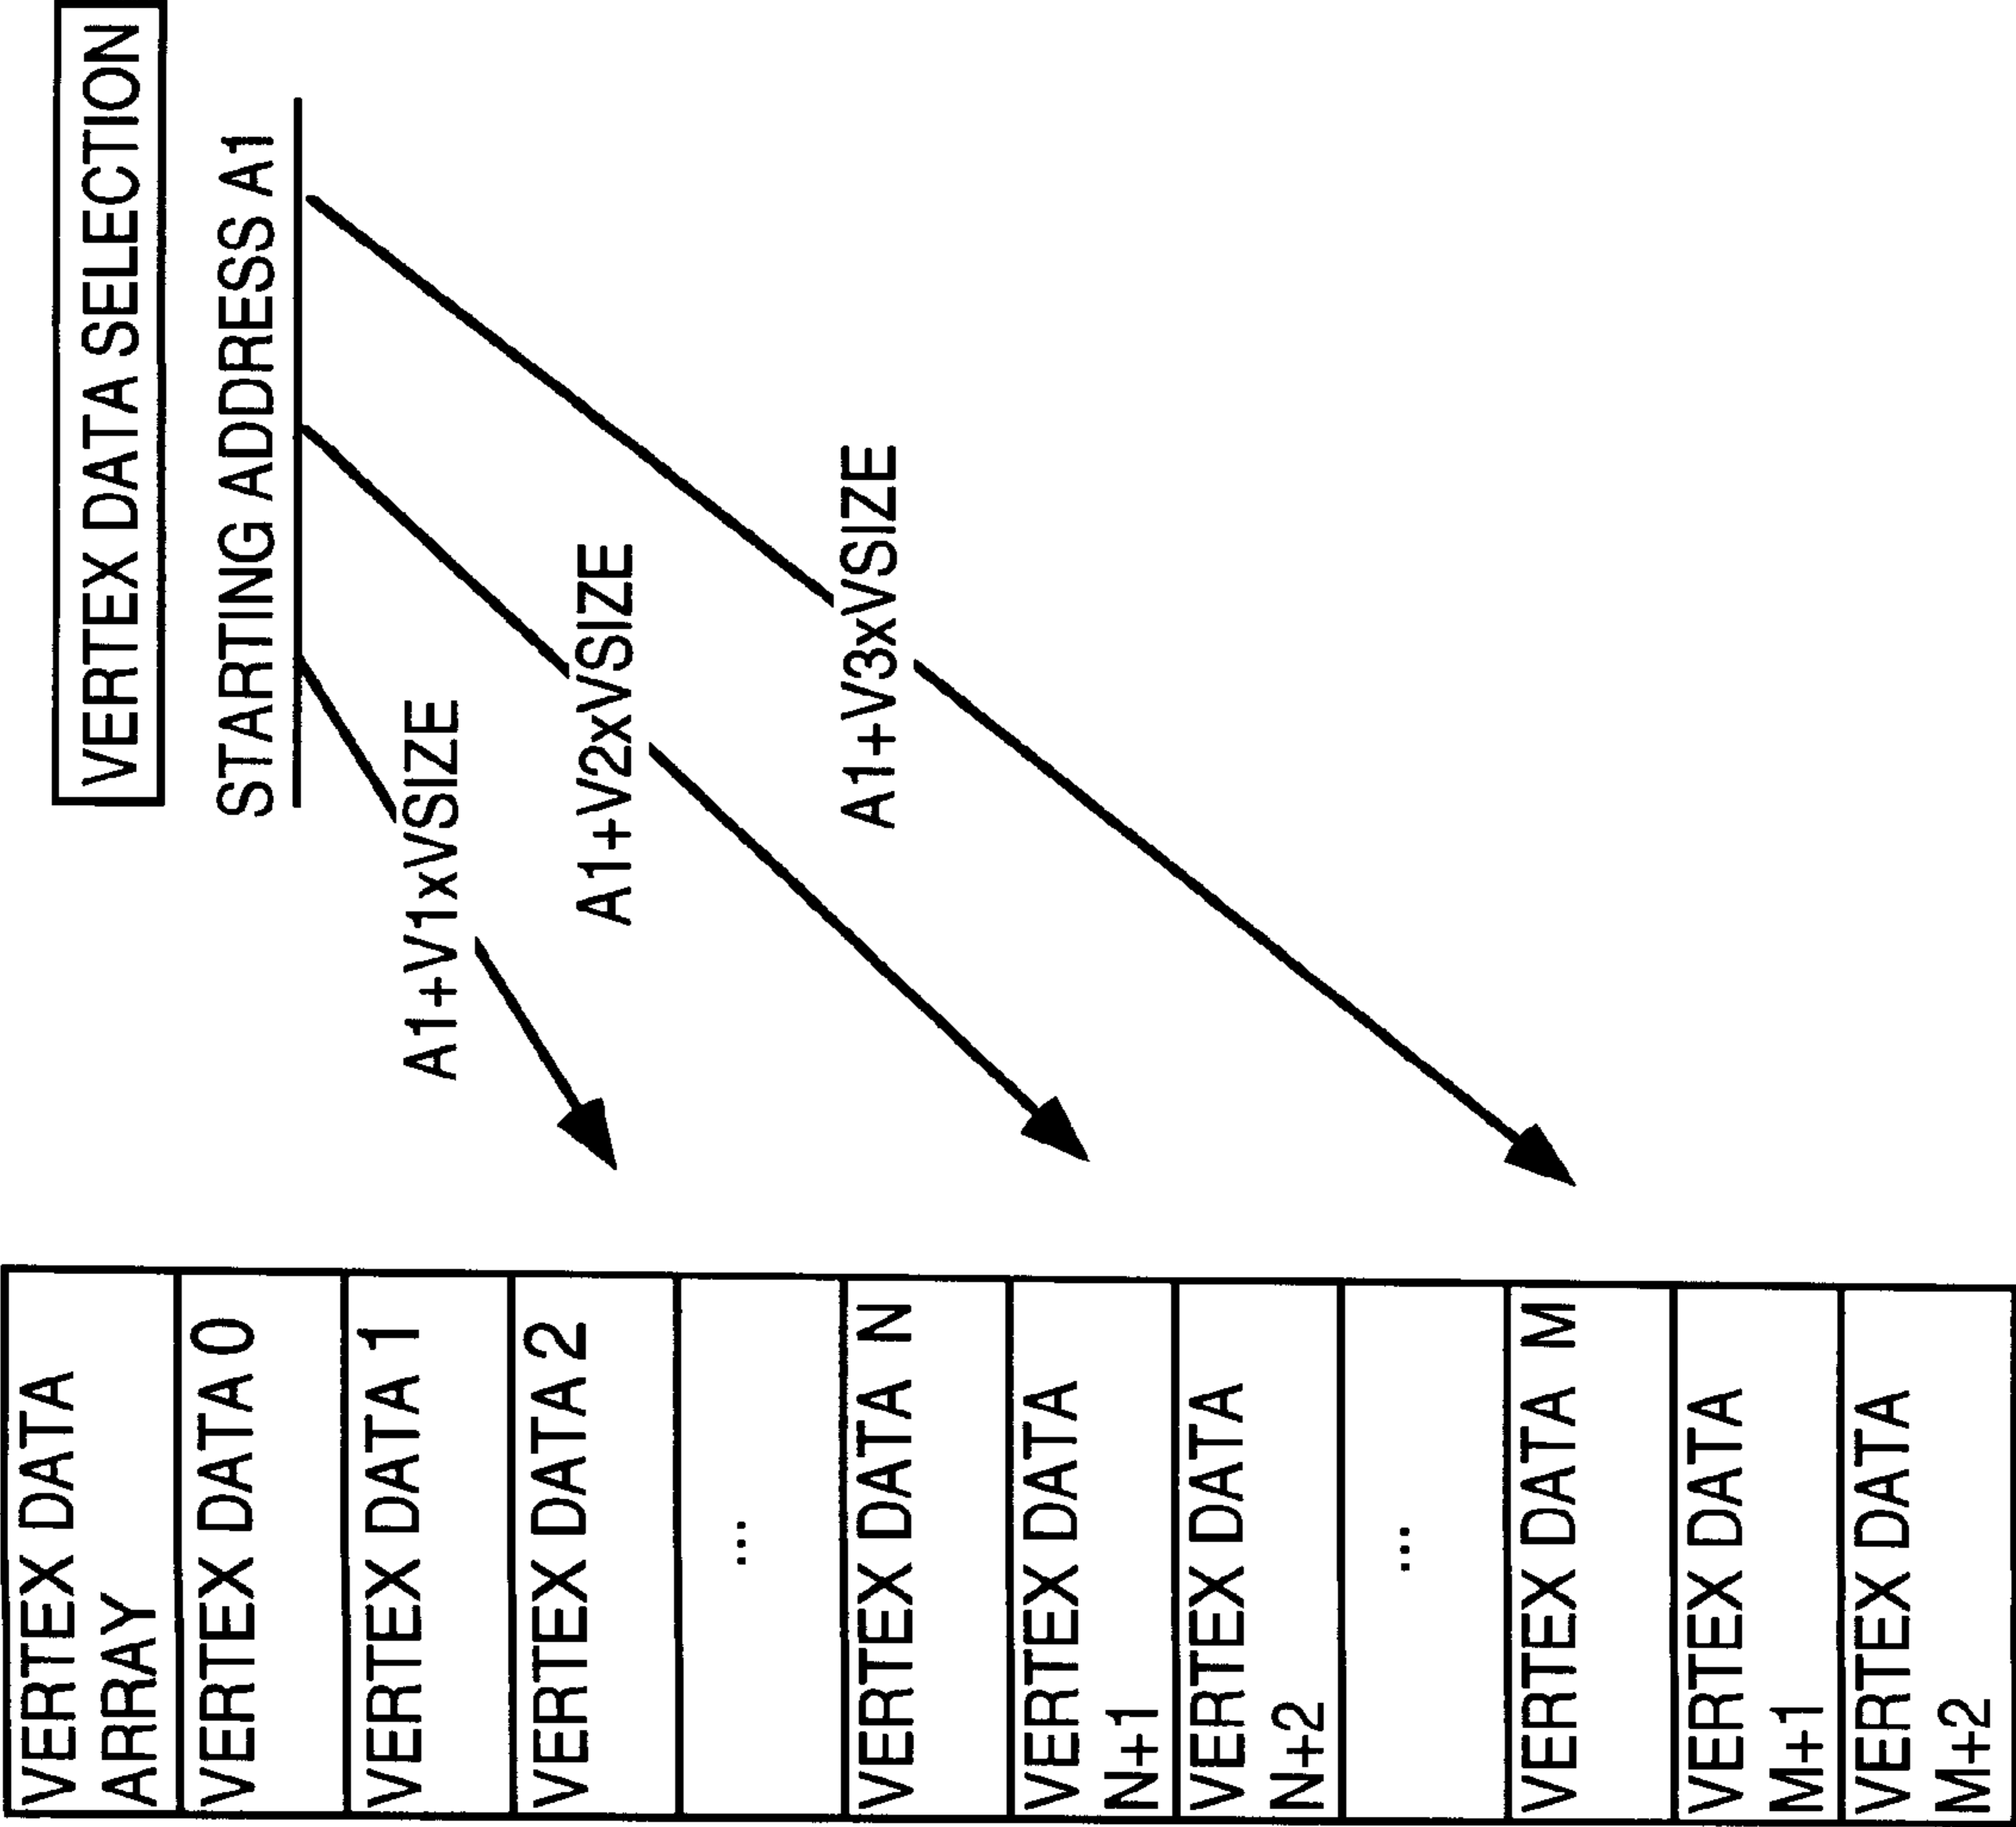 VERTEX DATA
ARRAY
VERTEX DATA 0
VERTEX DATA 1
VERTEX DATA 2
...
VERTEX DATA N
VERTEX DATA
N+1
VERTEX DATA
N+2
...
VERTEX DATA M
VERTEX DATA
M+1
VERTEX DATA
M+2
VERTEX DATA SELECTION
STARTING ADDRESS A1
A1+V1xVSIZE
A1+V2xVSIZE
A1+V3xVSIZE